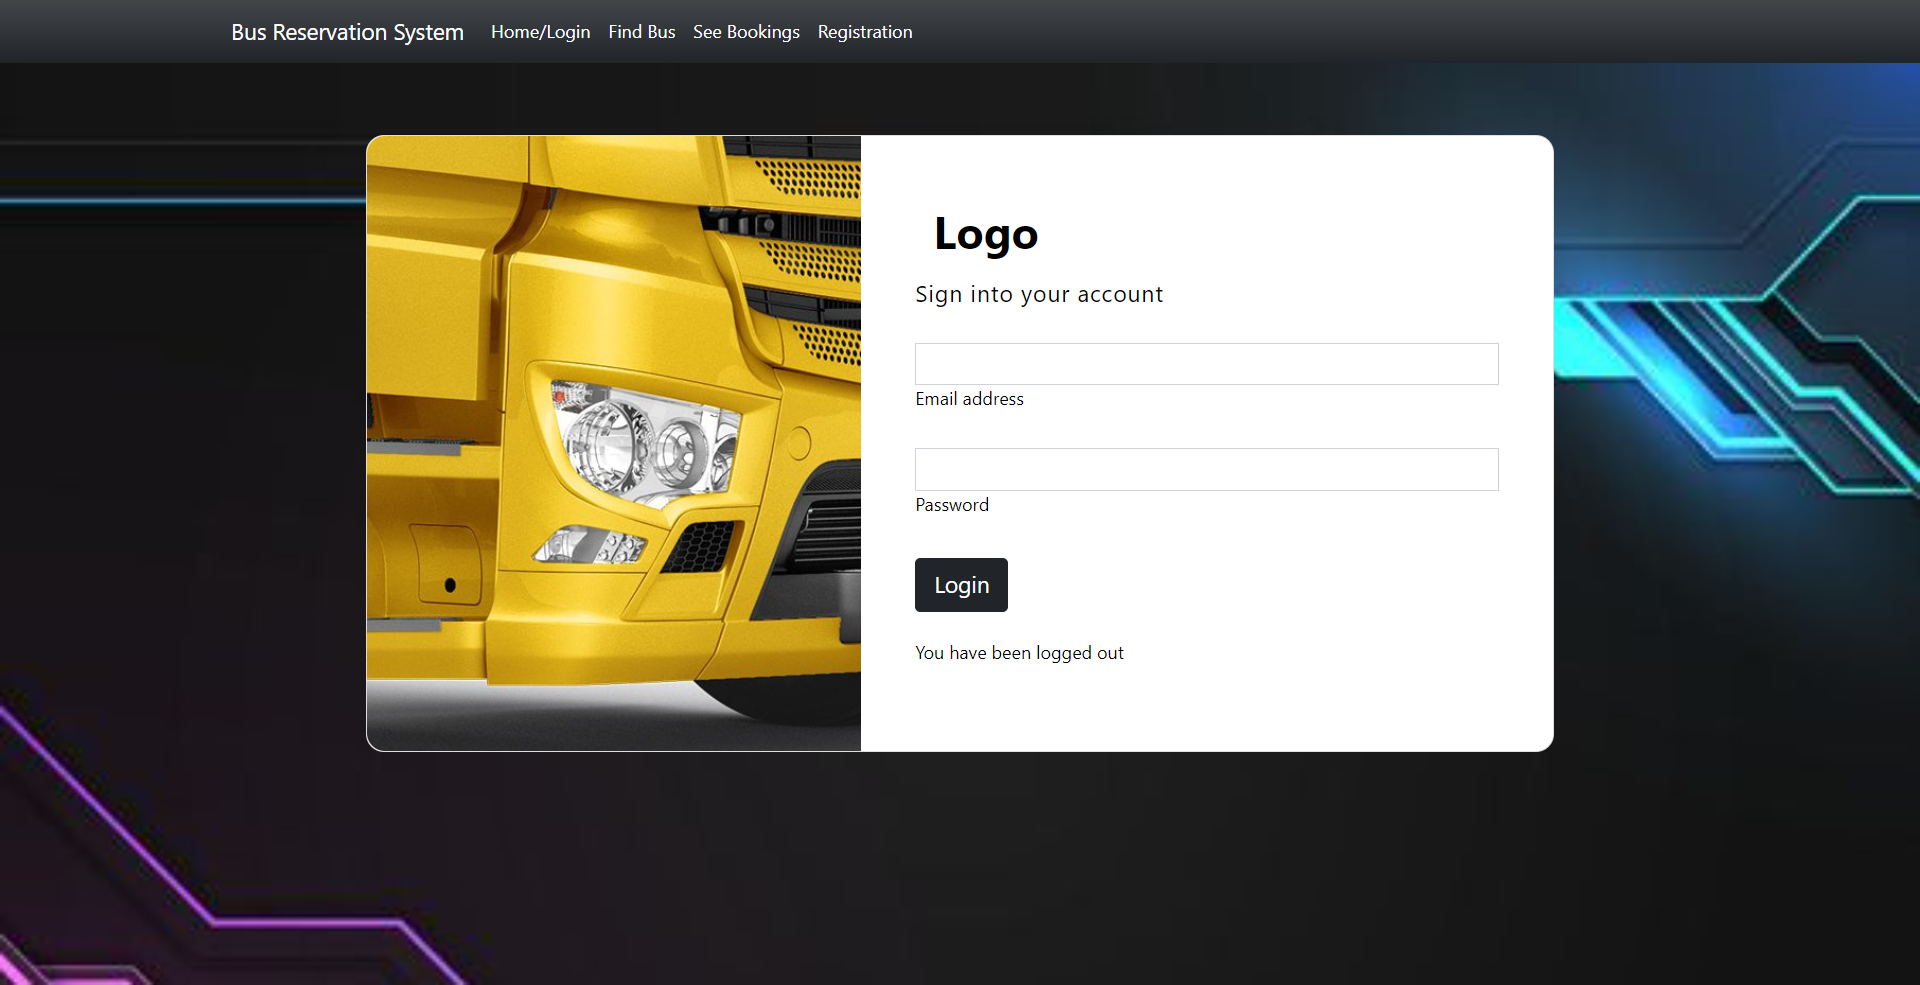 Bus Reservation System Home/Login Find Bus See Bookings Registration
Logo
Sign into your account
Email address
Password
Login
You have been logged out